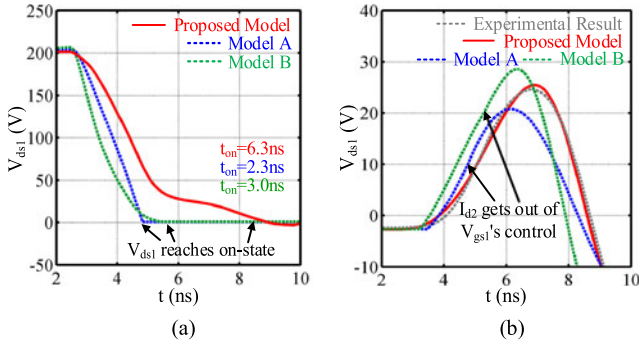 250
200
150
100
50
0
-50
2
4
6
8
10
V_ds1 (V)
t (ns)
Proposed Model
Model A
Model B
t_on=6.3ns
t_on=2.3ns
t_on=3.0ns
V_ds1 reaches on-state
(a)
40
30
20
10
0
-10
2
4
6
8
10
V_ds1 (V)
t (ns)
Experimental Result
Proposed Model
Model A
Model B
I_d2 gets out of
V_gs1's control
(b)